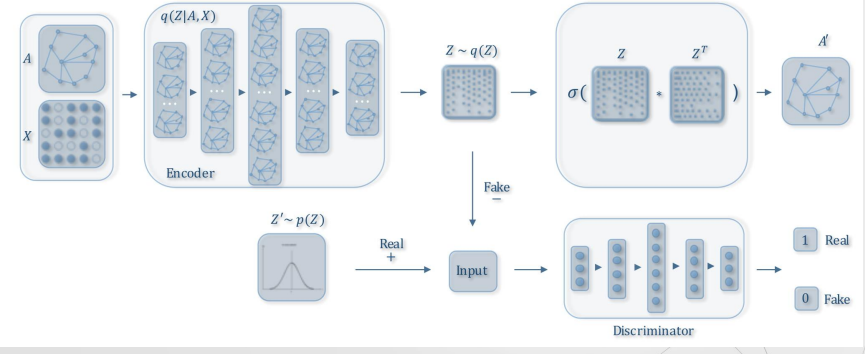 q(Z|A, X)
A
X
Encoder
Z ~ q(Z)
σ(
Z
*
Z^T
)
A′
Fake
−
Z′~ p(Z)
Real
+
Input
Discriminator
1 Real
0 Fake